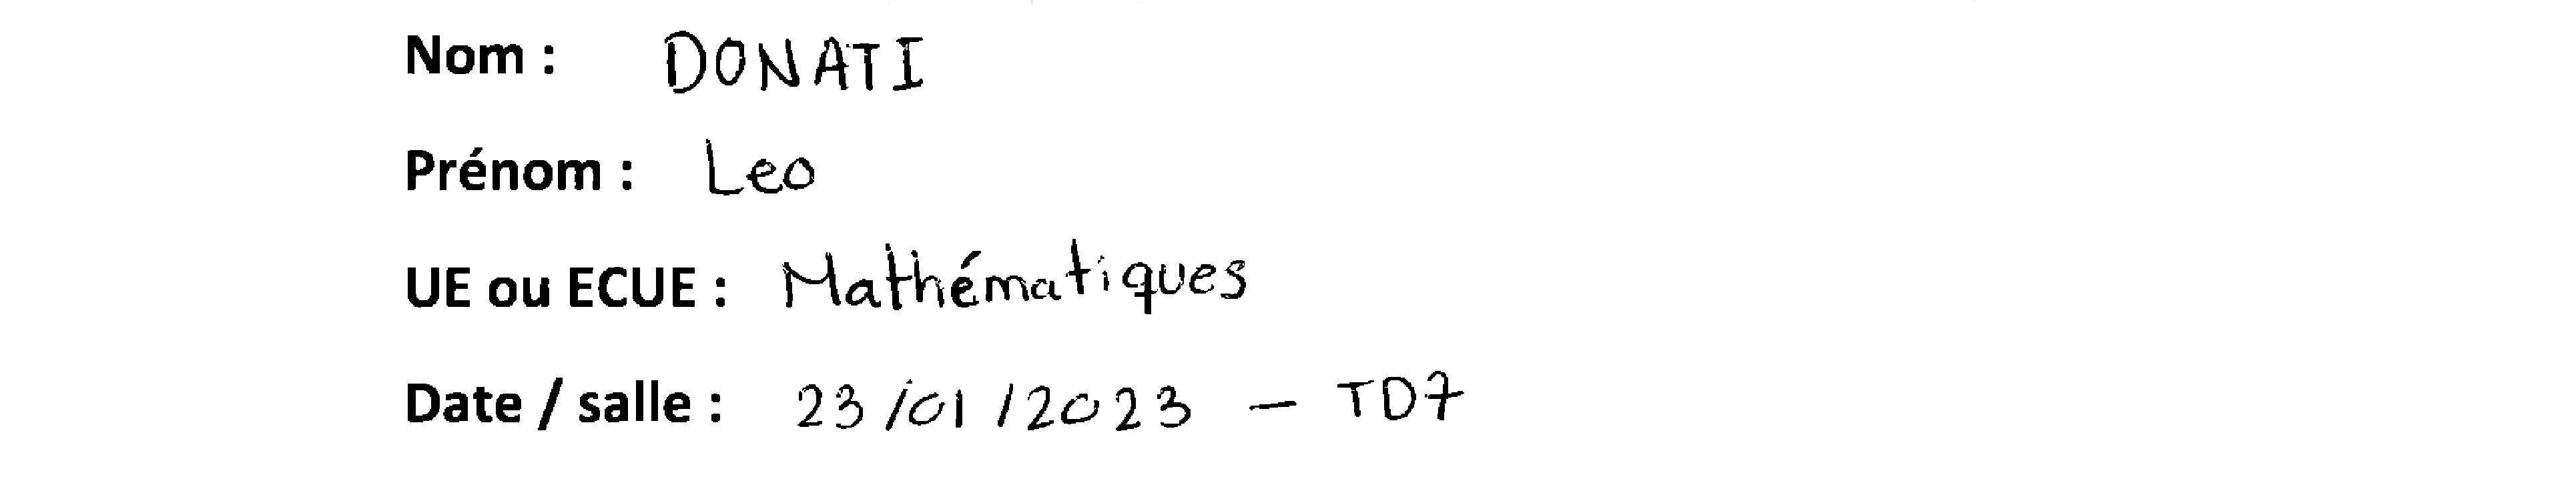 Nom : DONATI
Prénom : Leo
UE ou ECUE : Mathématiques
Date / salle : 23/01/2023 - TD7